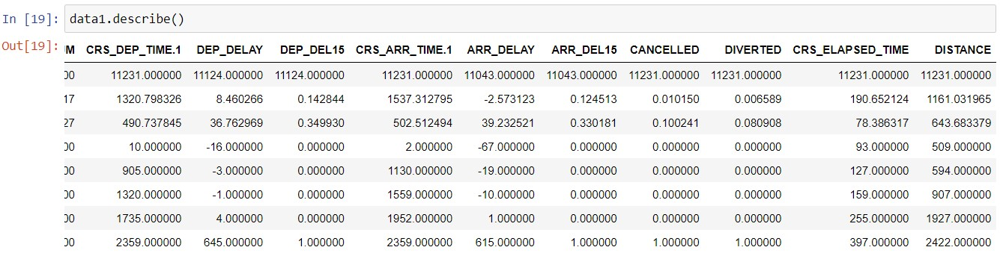 In [19]: data1.describe()
Out[19]: JM CRS_DEP_TIME.1 DEP_DELAY DEP_DEL15 CRS_ARR_TIME.1 ARR_DELAY ARR_DEL15 CANCELLED DIVERTED CRS_ELAPSED_TIME DISTANCE
00 11231.000000 11124.000000 11124.000000 11231.000000 11043.000000 11043.000000 11231.000000 11231.000000 11231.000000 11231.000000
17 1320.798326 8.460266 0.142844 1537.312795 -2.573123 0.124513 0.010150 0.006589 190.652124 1161.031965
27 490.737845 36.762969 0.349930 502.512494 39.232521 0.330181 0.100241 0.080908 78.386317 643.683379
00 10.000000 -16.000000 0.000000 2.000000 -67.000000 0.000000 0.000000 0.000000 93.000000 509.000000
00 905.000000 -3.000000 0.000000 1130.000000 -19.000000 0.000000 0.000000 0.000000 127.000000 594.000000
00 1320.000000 -1.000000 0.000000 1559.000000 -10.000000 0.000000 0.000000 0.000000 159.000000 907.000000
00 1735.000000 4.000000 0.000000 1952.000000 1.000000 0.000000 0.000000 0.000000 255.000000 1927.000000
00 2359.000000 645.000000 1.000000 2359.000000 615.000000 1.000000 1.000000 1.000000 397.000000 2422.000000